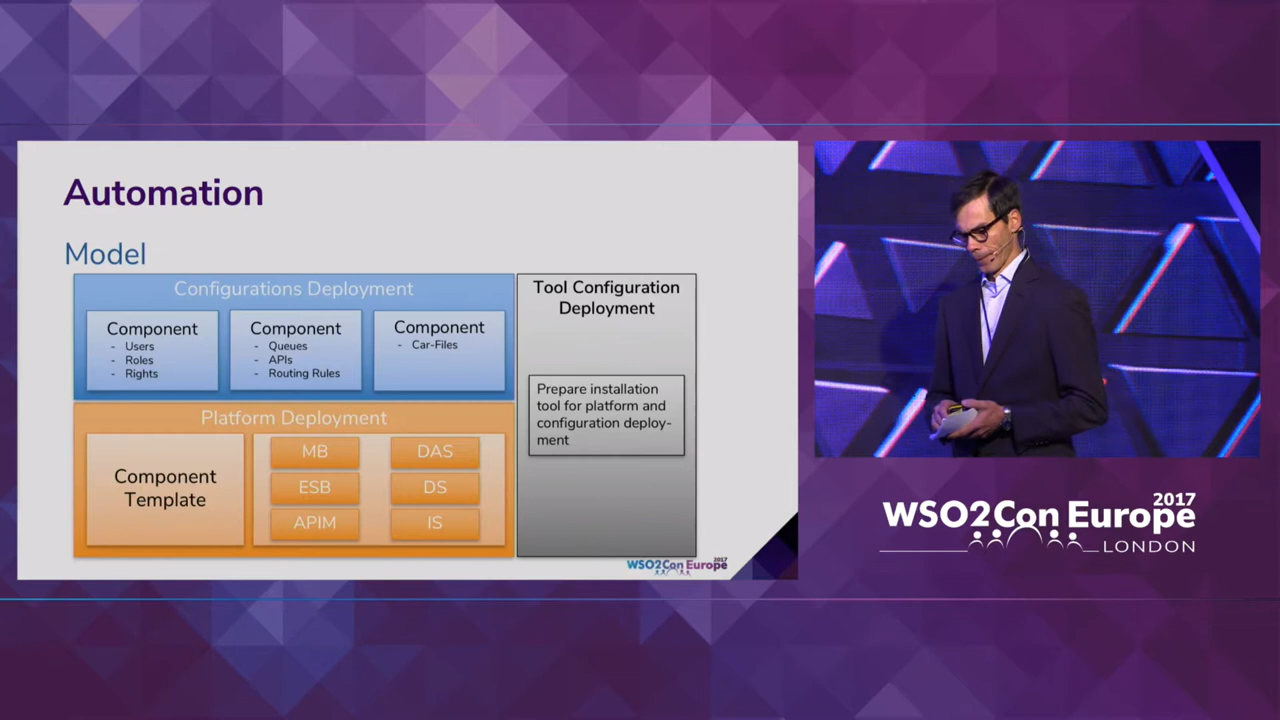 Automation
Model
Configurations Deployment
Component
- Users
- Roles
- Rights
Component
- Queues
- APIs
- Routing Rules
Component
- Car-Files
Platform Deployment
Component
Template
MB
DAS
ESB
DS
APIM
IS
Tool Configuration
Deployment
Prepare installation
tool for platform and
configuration deploy-
ment
WSO2Con Europe 2017
WSO2Con Europe 2017
LONDON